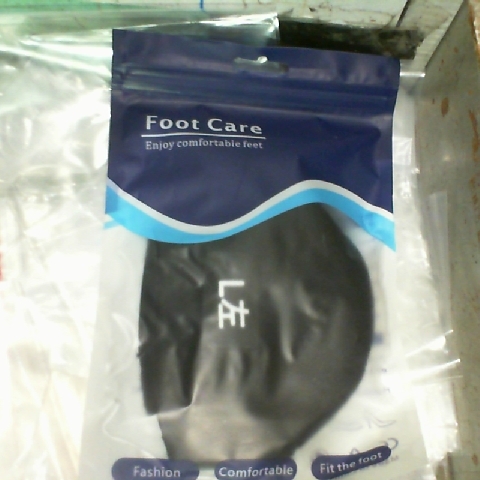 Foot Care
Enjoy comfortable feet
L左
Fashion
Comfortable
Fit the foot